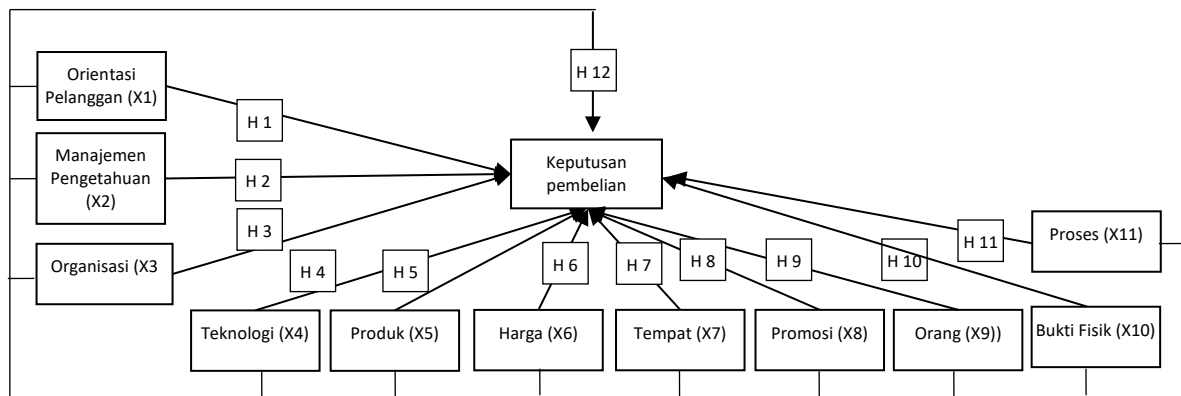 H 12
Orientasi
Pelanggan (X1)
H 1
Manajemen
Pengetahuan
(X2)
H 2
Keputusan
pembelian
H 3
Organisasi (X3
H 4
H 5
H 6
H 7
H 8
H 9
H 10
H 11
Proses (X11)
Teknologi (X4)
Produk (X5)
Harga (X6)
Tempat (X7)
Promosi (X8)
Orang (X9))
Bukti Fisik (X10)